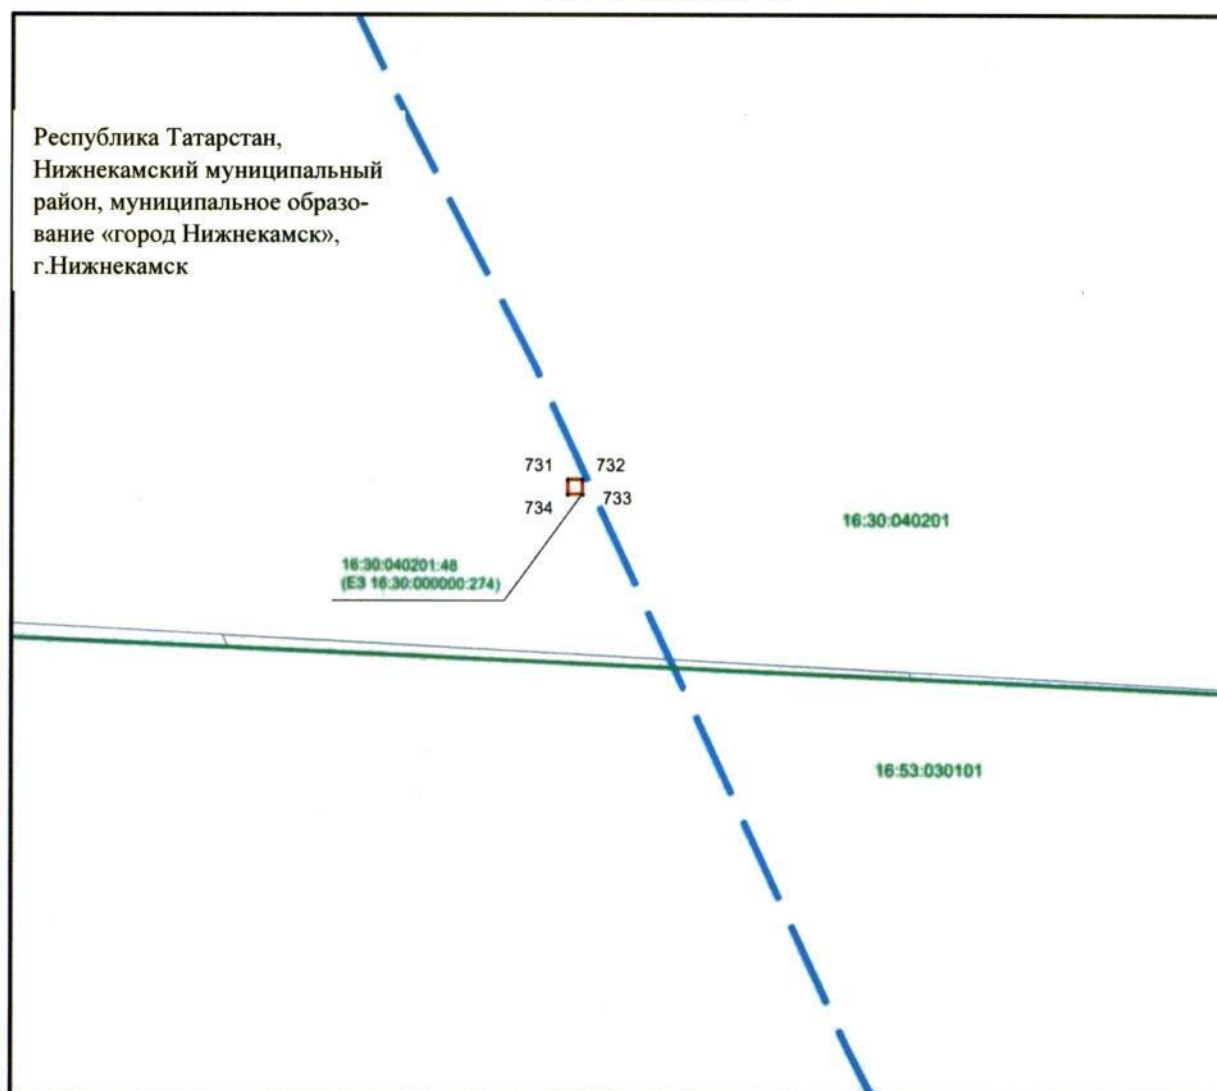 Республика Татарстан,
Нижнекамский муниципальный
район, муниципальное образо-
вание «город Нижнекамск»,
г.Нижнекамск
731
732
734
733
16:30:040201
16:30:040201:48
(ЕЗ 16:30:000000:274)
16:53:030101